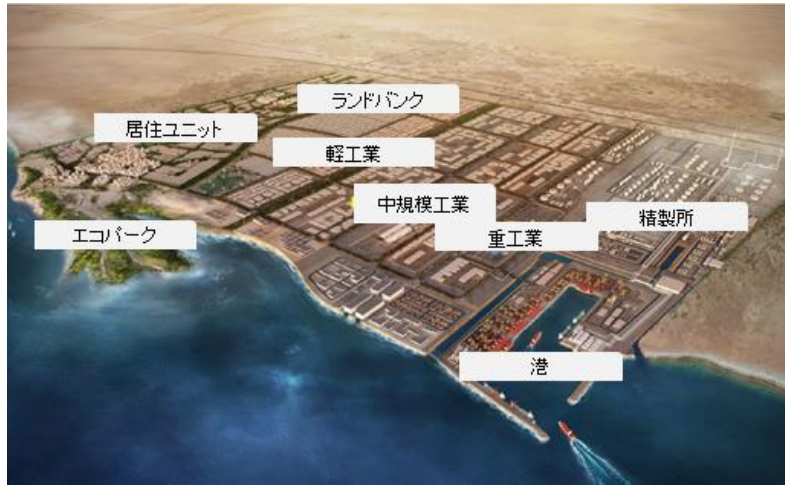 ランドバンク
居住ユニット
軽工業
中規模工業
精製所
エコパーク
重工業
港